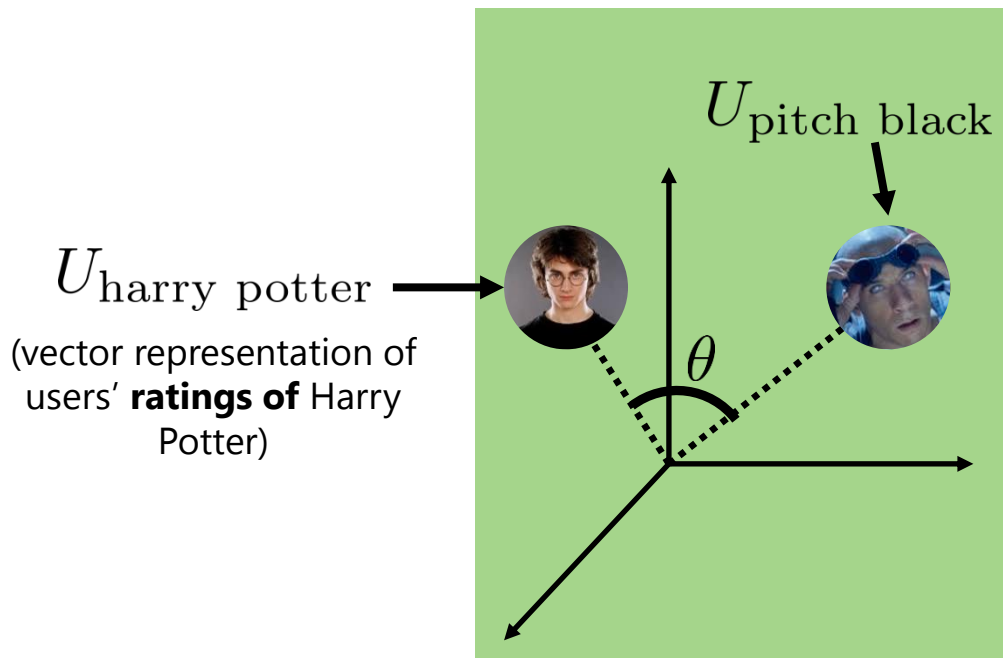 U_pitch black
U_harry potter
(vector representation of
users’ ratings of Harry
Potter)
θ